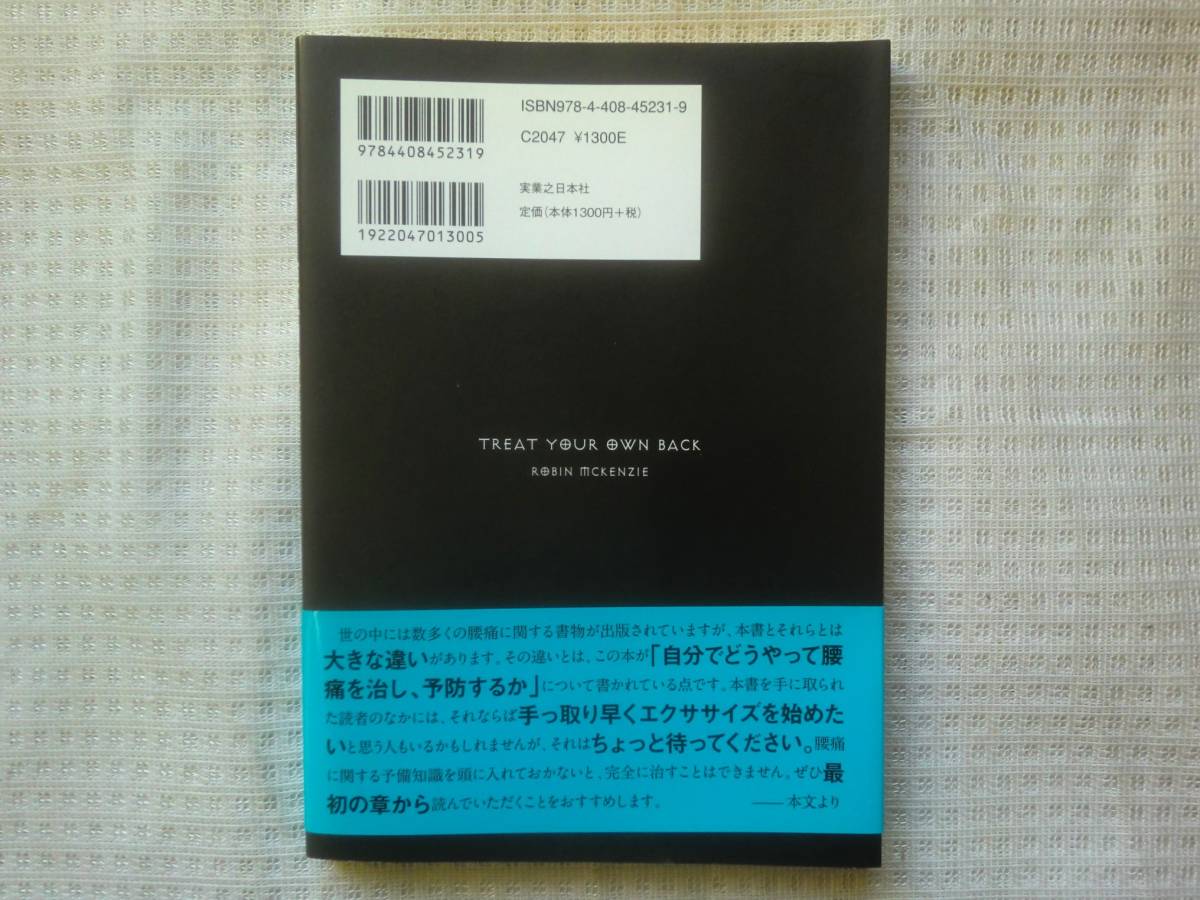 ISBN978-4-408-45231-9
C2047 ¥1300E
9784408452319
実業之日本社
定価(本体1300円+税)
1922047013005
TREAT YOUR OWN BACK
ROBIN MCKENZIE
世の中には数多くの腰痛に関する書物が出版されていますが、本書とそれらとは
大きな違いがあります。その違いとは、この本が「自分でどうやって腰
痛を治し、予防するか」について書かれている点です。本書を手に取られ
た読者のなかには、それならば手っ取り早くエクササイズを始めた
いと思う人もいるかもしれませんが、それはちょっと待ってください。腰痛
に関する予備知識を頭に入れておかないと、完全に治すことはできません。ぜひ最
初の章から読んでいただくことをおすすめします。 ——本文より